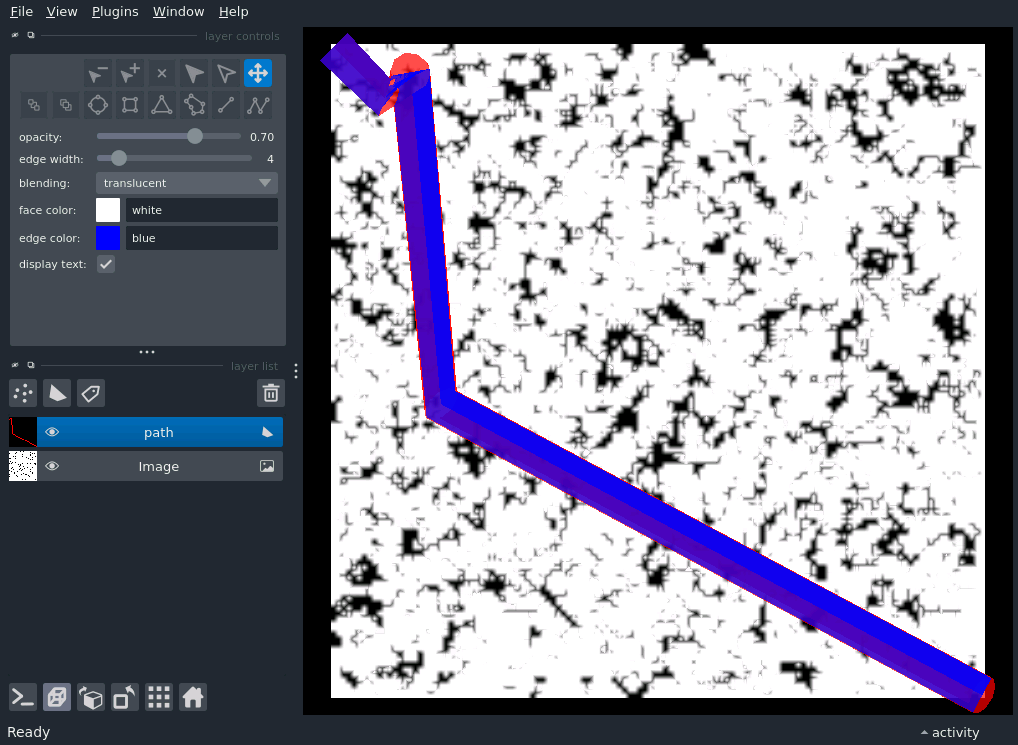 File View Plugins Window Help
layer controls
opacity: 0.70
edge width: 4
blending: translucent
face color: white
edge color: blue
display text:
layer list
path
Image
Ready
activity